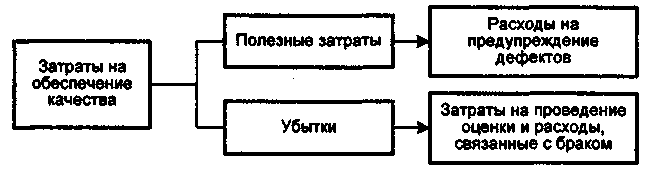 Затраты на
обеспечение
качества
Полезные затраты
Расходы на
предупреждение
дефектов
Убытки
Затраты на проведение
оценки и расходы,
связанные с браком